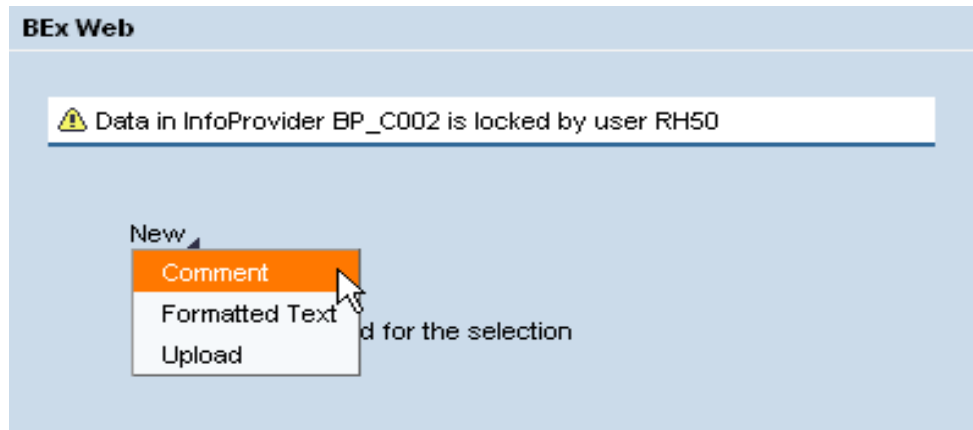 BEx Web
Data in InfoProvider BP_C002 is locked by user RH50
New
Comment
Formatted Text
d for the selection
Upload